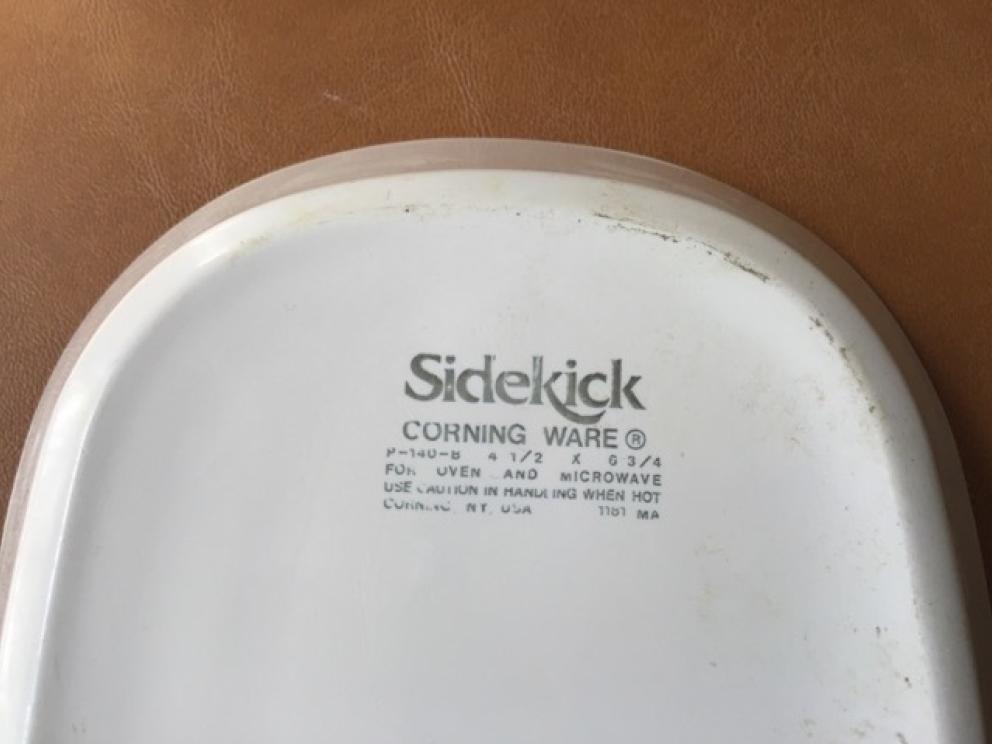 Sidekick
CORNING WARE®
P-140-B 4 1/2 X 6 3/4
FOR OVEN AND MICROWAVE
USE CAUTION IN HANDLING WHEN HOT
CORNING, NY, USA 1181 MA